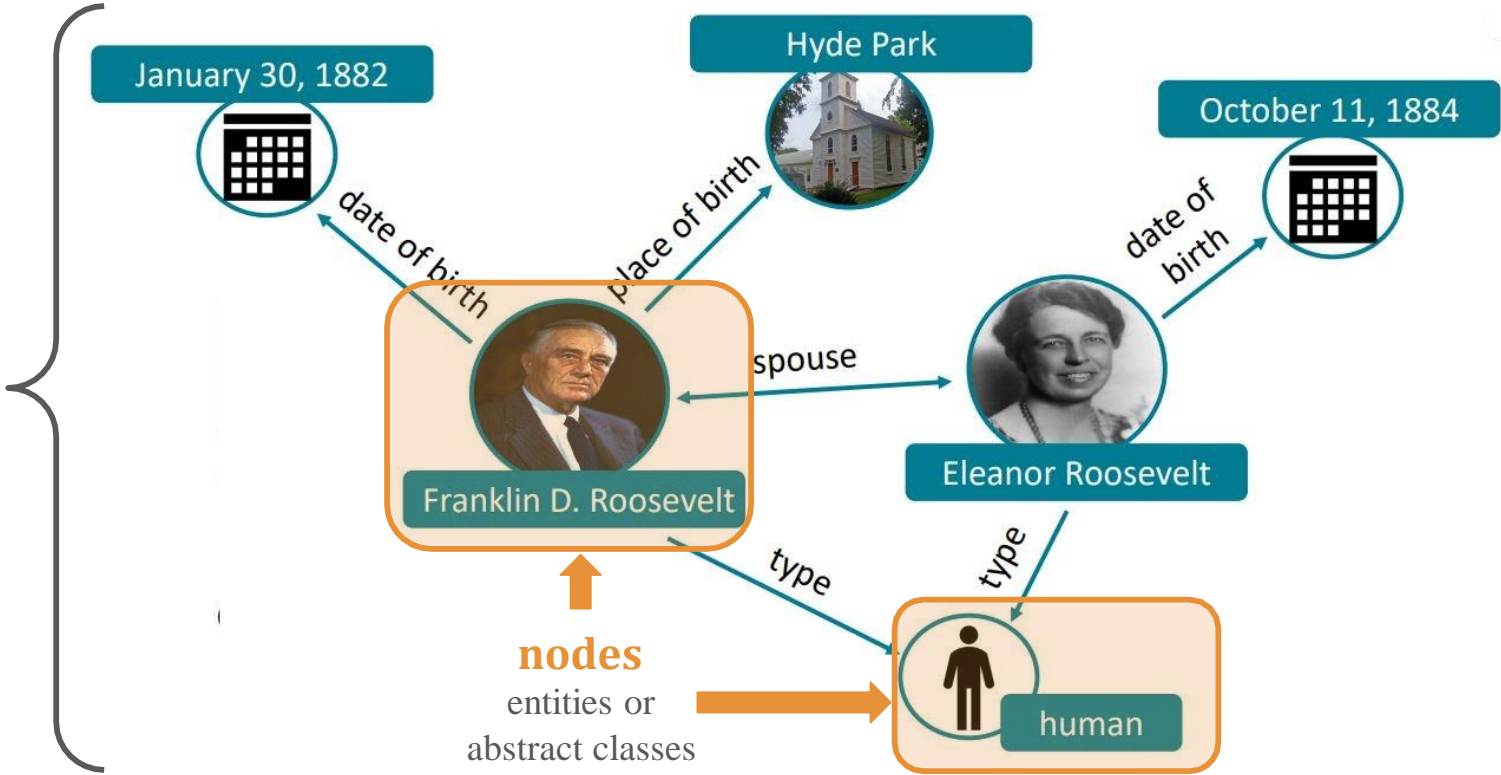 Hyde Park
January 30, 1882
October 11, 1884
date of birth
place of birth
date of
birth
spouse
Franklin D. Roosevelt
Eleanor Roosevelt
type
type
nodes
entities or
abstract classes
human